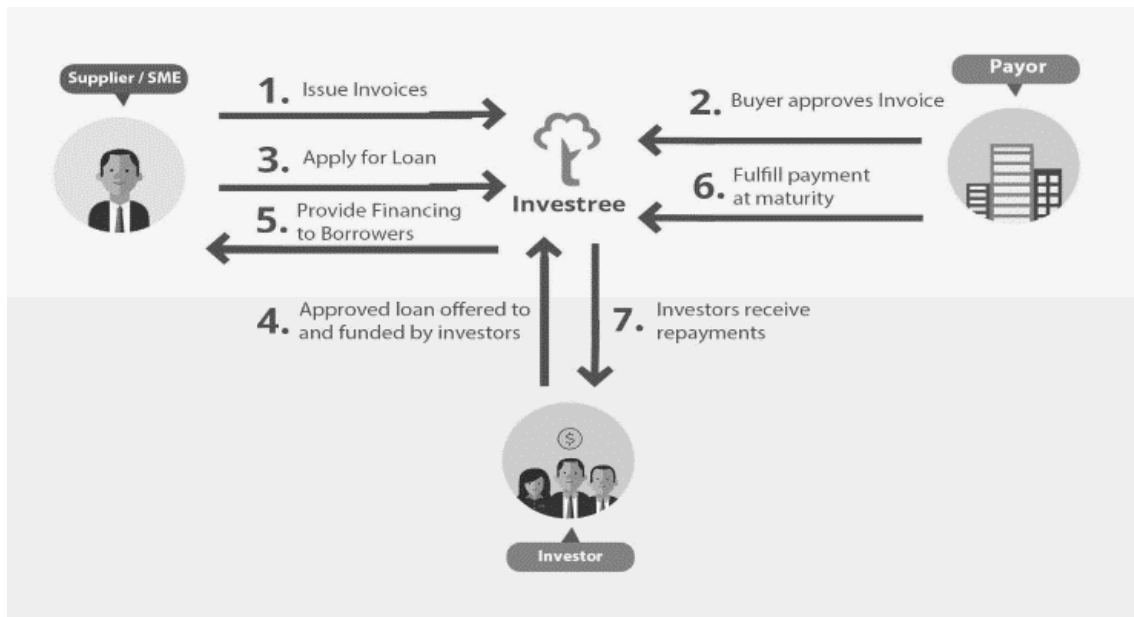 Supplier / SME
Payor
1. Issue Invoices
2. Buyer approves Invoice
3. Apply for Loan
6. Fulfill payment
at maturity
Investree
5. Provide Financing
to Borrowers
4. Approved loan offered to
and funded by investors
7. Investors receive
repayments
$
Investor